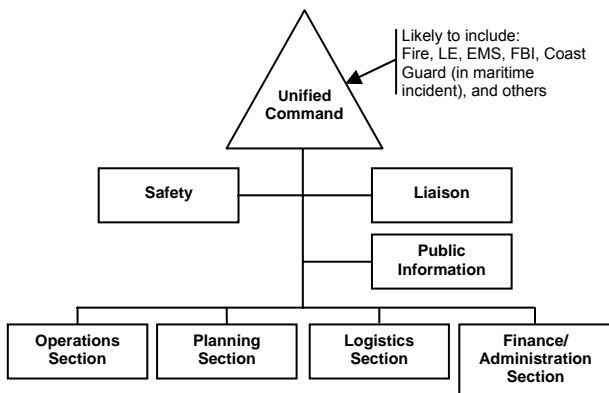 Likely to include:
Fire, LE, EMS, FBI, Coast
Guard (in maritime
incident), and others
Unified
Command
Safety
Liaison
Public
Information
Operations
Section
Planning
Section
Logistics
Section
Finance/
Administration
Section